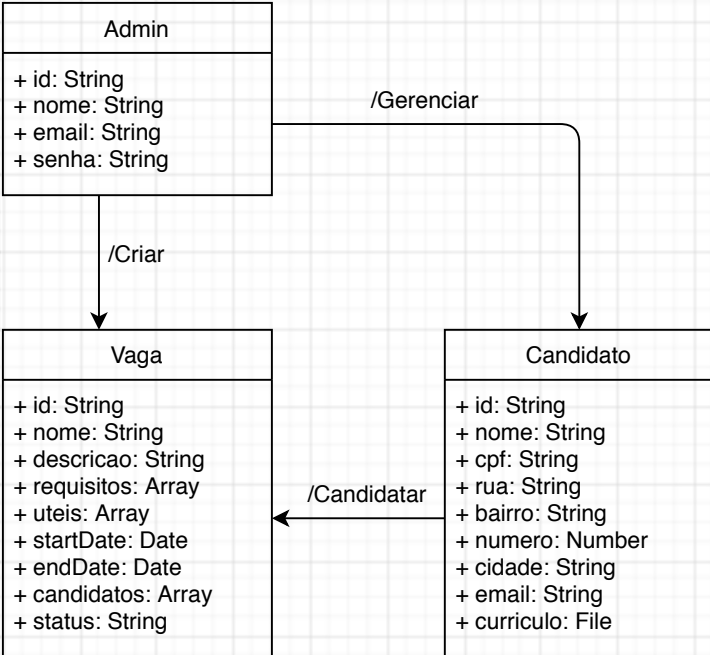 Admin
+ id: String
+ nome: String
+ email: String
+ senha: String
/Gerenciar
/Criar
Vaga
+ id: String
+ nome: String
+ descricao: String
+ requisitos: Array
+ uteis: Array
+ startDate: Date
+ endDate: Date
+ candidatos: Array
+ status: String
/Candidatar
Candidato
+ id: String
+ nome: String
+ cpf: String
+ rua: String
+ bairro: String
+ numero: Number
+ cidade: String
+ email: String
+ curriculo: File